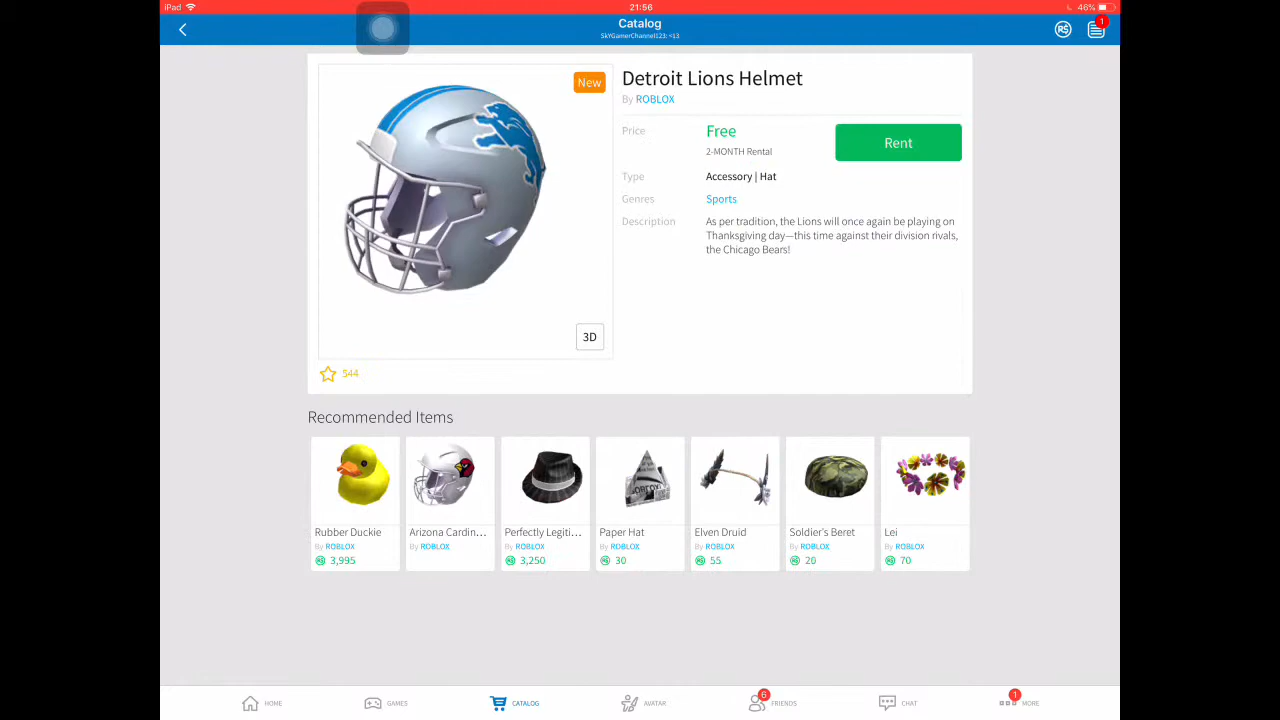 iPad 21:56 46%
Catalog
SkYGamerChannel123: <13
R$ 1
New
Detroit Lions Helmet
By ROBLOX
Price Free
2-MONTH Rental
Rent
Type Accessory | Hat
Genres Sports
Description As per tradition, the Lions will once again be playing on
Thanksgiving day—this time against their division rivals,
the Chicago Bears!
3D
544
Recommended Items
Rubber Duckie
By ROBLOX
R$ 3,995
Arizona Cardin...
By ROBLOX
Perfectly Legiti...
By ROBLOX
R$ 3,250
Paper Hat
By ROBLOX
R$ 30
Elven Druid
By ROBLOX
R$ 55
Soldier's Beret
By ROBLOX
R$ 20
Lei
By ROBLOX
R$ 70
HOME
GAMES
CATALOG
AVATAR
6 FRIENDS
CHAT
1 MORE